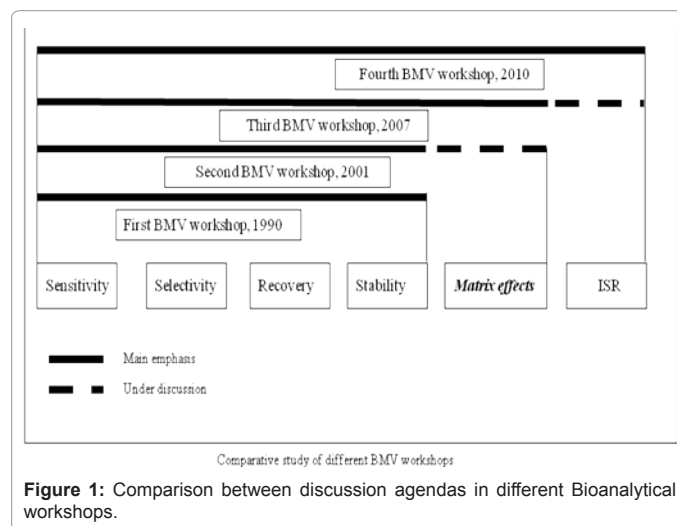 Fourth BMV workshop, 2010
Third BMV workshop, 2007
Second BMV workshop, 2001
First BMV workshop, 1990
Sensitivity Selectivity Recovery Stability Matrix effects ISR
Main emphasis
Under discussion
Comparative study of different BMV workshops
Figure 1: Comparison between discussion agendas in different Bioanalytical
workshops.